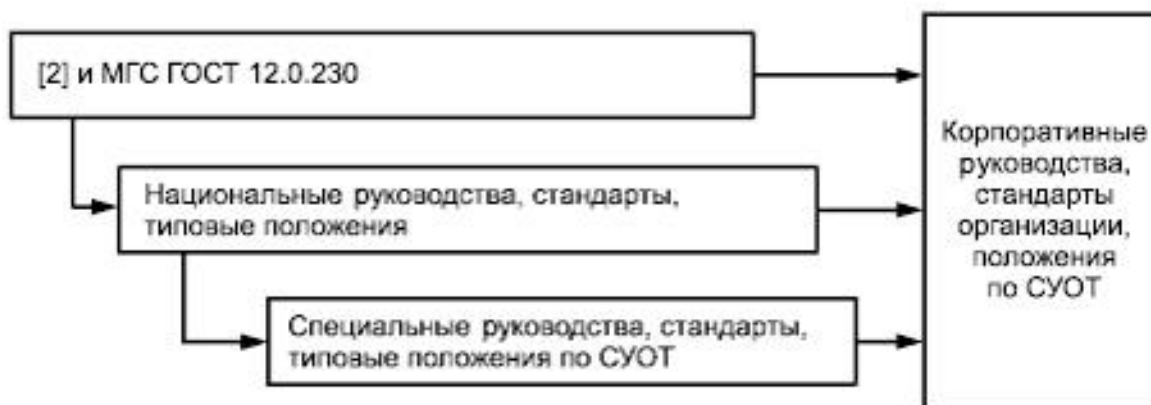 [2] и МГС ГОСТ 12.0.230
Национальные руководства, стандарты,
типовые положения
Специальные руководства, стандарты,
типовые положения по СУОТ
Корпоративные
руководства,
стандарты
организации,
положения
по СУОТ